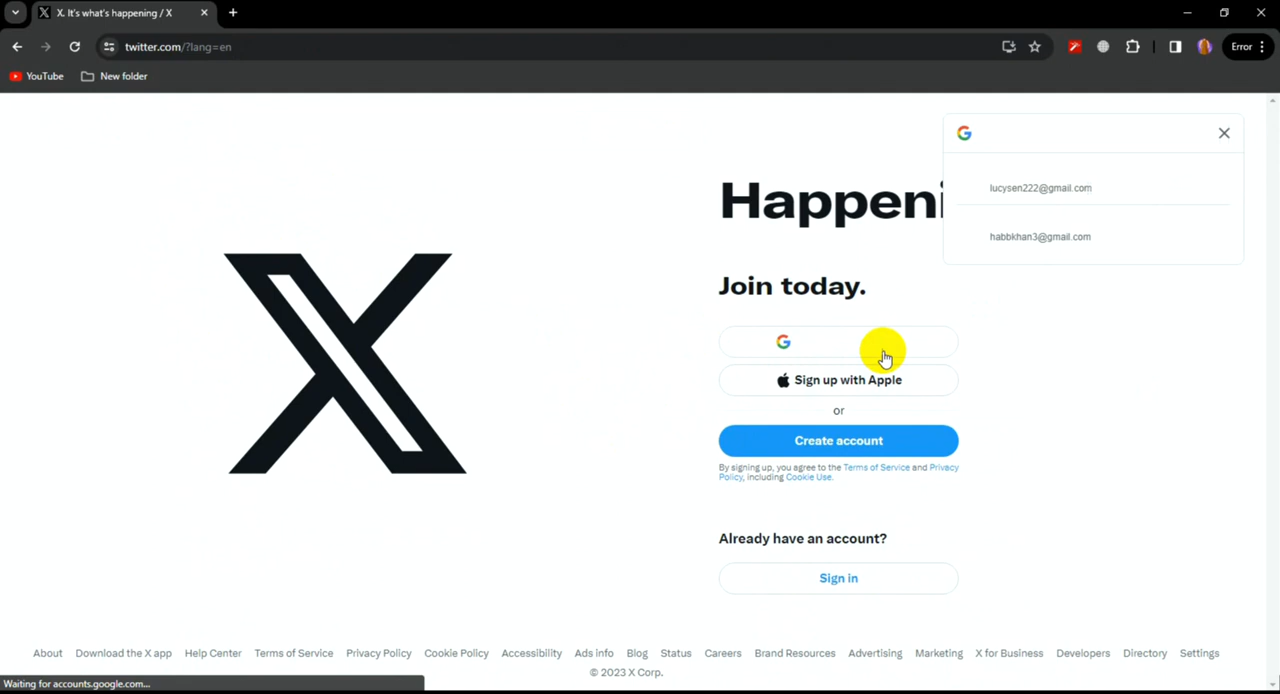 X. It's what's happening / X
twitter.com/?lang=en
Error
YouTube
New folder
lucysen222@gmail.com
habbkhan3@gmail.com
Happeni
Join today.
Sign up with Apple
or
Create account
By signing up, you agree to the Terms of Service and Privacy
Policy, including Cookie Use.
Already have an account?
Sign in
About Download the X app Help Center Terms of Service Privacy Policy Cookie Policy Accessibility Ads info Blog Status Careers Brand Resources Advertising Marketing X for Business Developers Directory Settings
© 2023 X Corp.
Waiting for accounts.google.com...